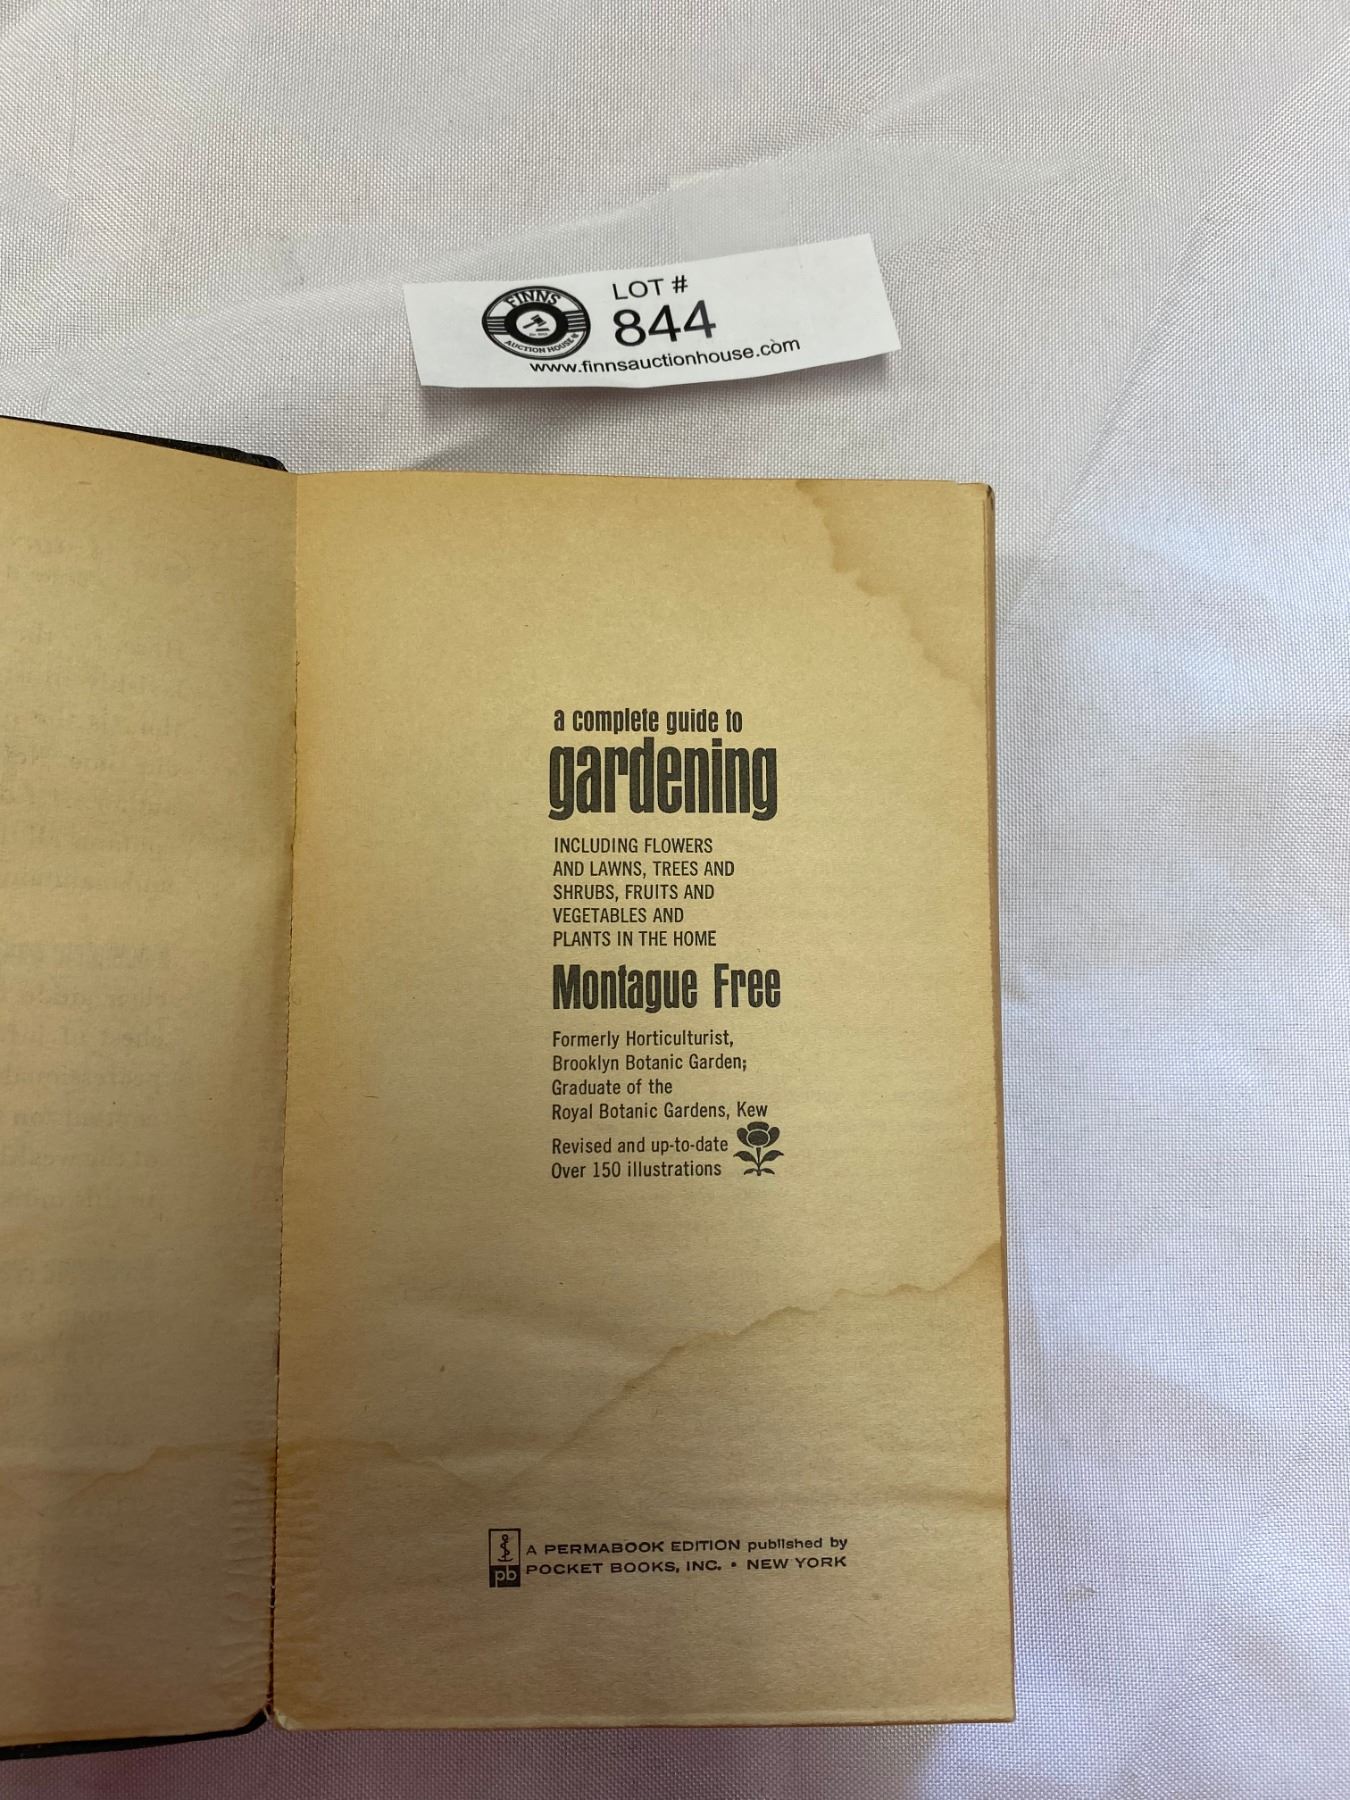 FINNS
AUCTION HOUSE
LOT #
844
www.finnsauctionhouse.com
a complete guide to
gardening
INCLUDING FLOWERS
AND LAWNS, TREES AND
SHRUBS, FRUITS AND
VEGETABLES AND
PLANTS IN THE HOME
Montague Free
Formerly Horticulturist,
Brooklyn Botanic Garden;
Graduate of the
Royal Botanic Gardens, Kew
Revised and up-to-date
Over 150 illustrations
pb
A PERMABOOK EDITION published by
POCKET BOOKS, INC. • NEW YORK